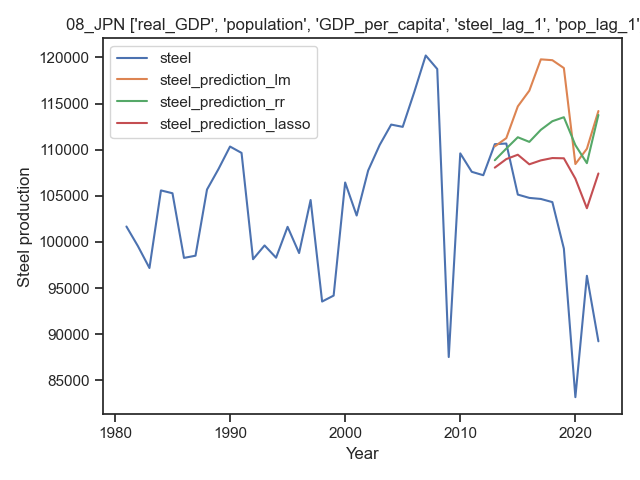 08_JPN ['real_GDP', 'population', 'GDP_per_capita', 'steel_lag_1', 'pop_lag_1'
steel
steel_prediction_lm
steel_prediction_rr
steel_prediction_lasso
Steel production
120000
115000
110000
105000
100000
95000
90000
85000
1980 1990 2000 2010 2020
Year